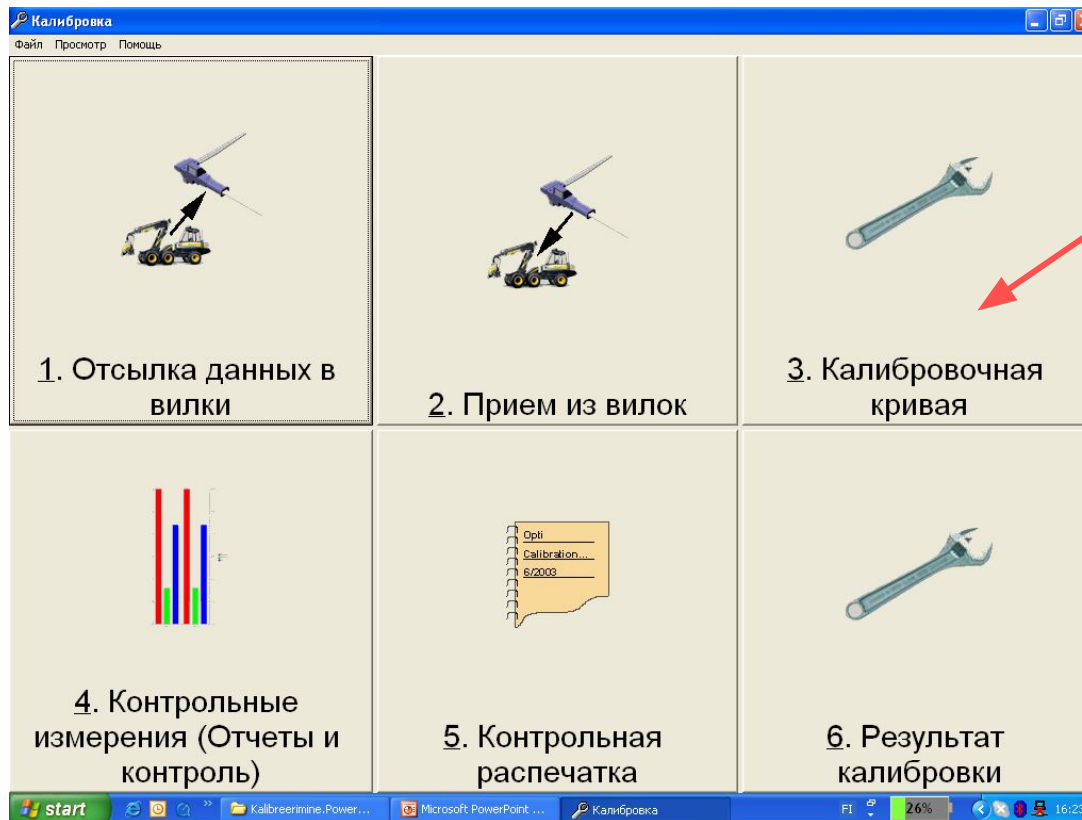 Калибровка
Файл Просмотр Помощь
1. Отсылка данных в
вилки
2. Прием из вилок
3. Калибровочная
кривая
Opti
Calibration...
6/2003
4. Контрольные
измерения (Отчеты и
контроль)
5. Контрольная
распечатка
6. Результат
калибровки
start
Kalibreerimine.Power...
Microsoft PowerPoint ...
Калибровка
FI
26%
16:23